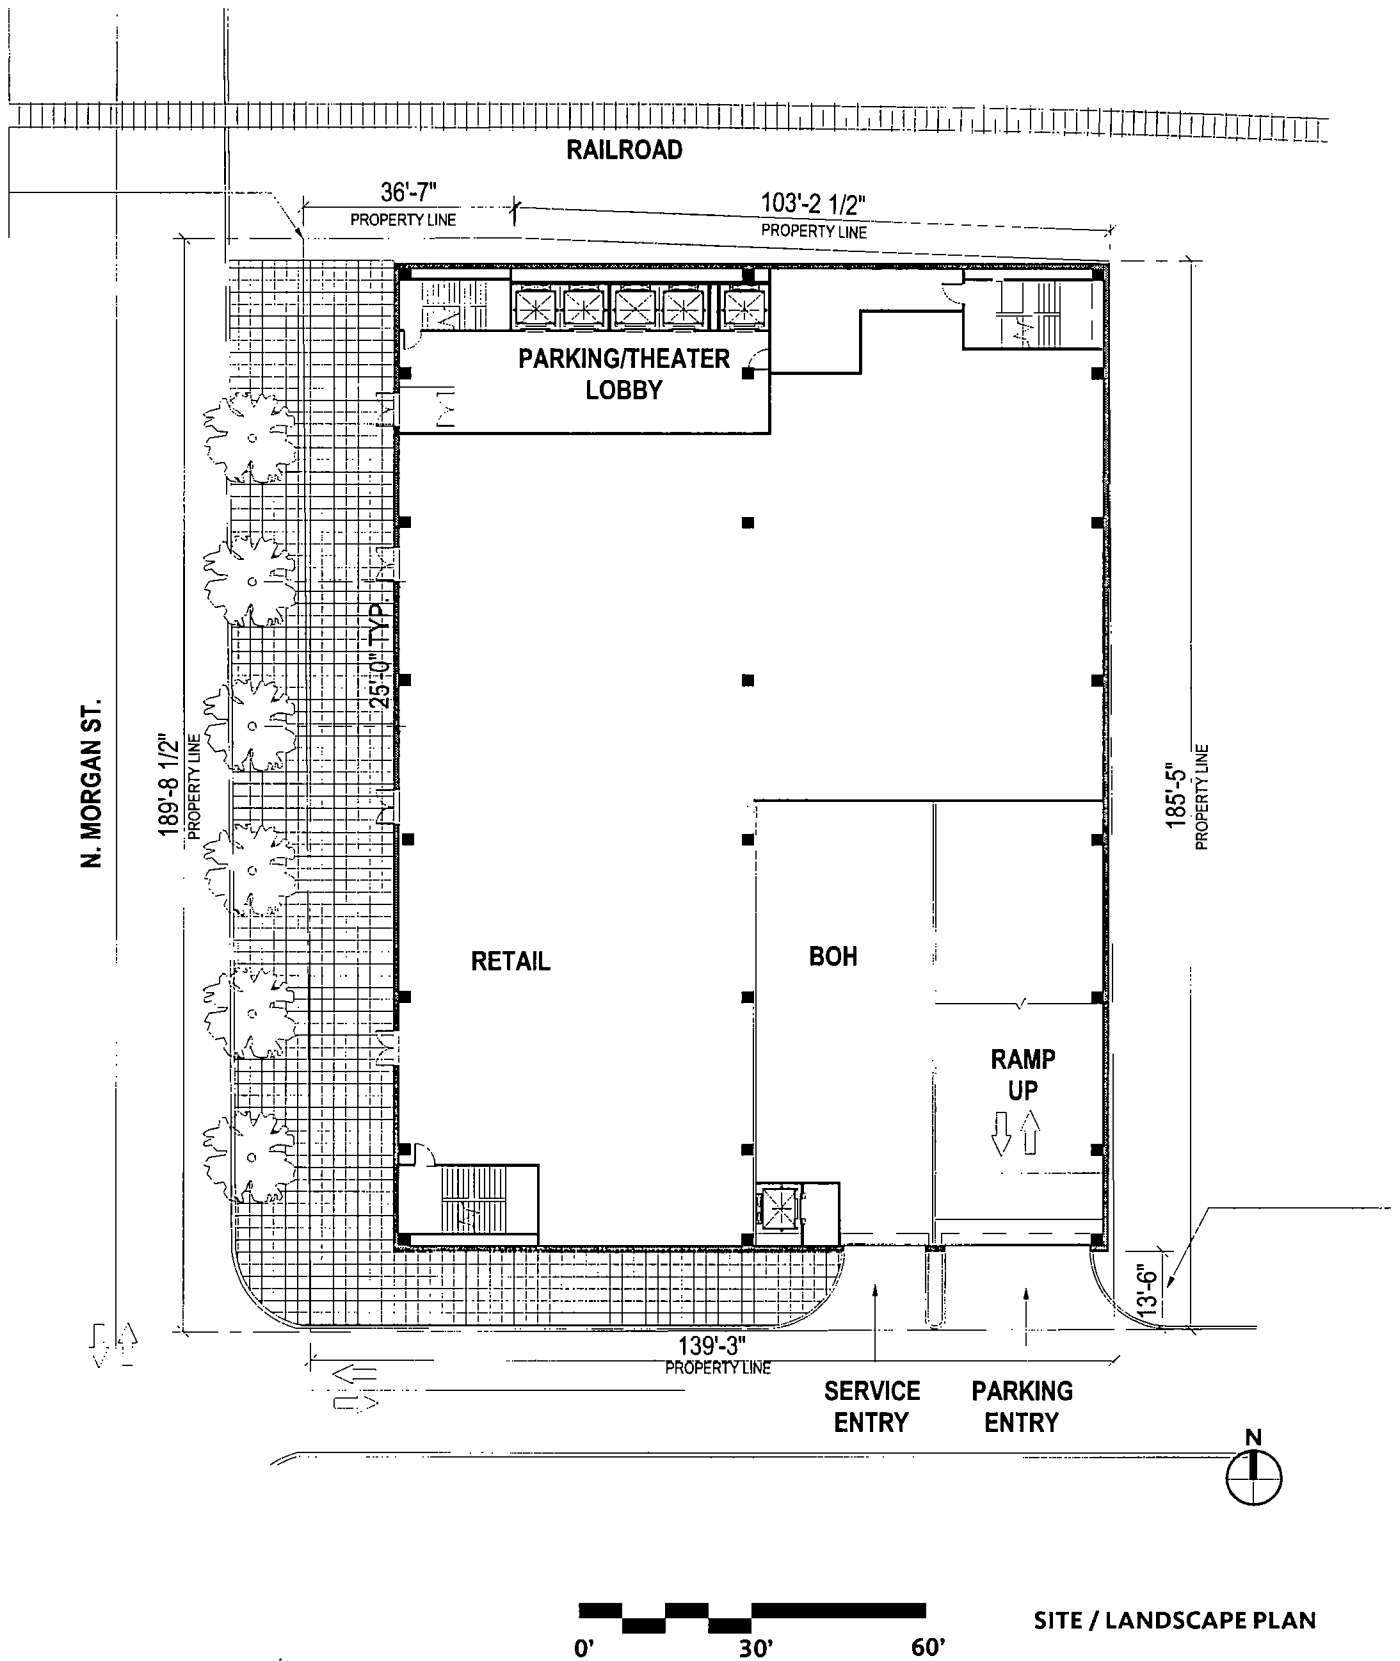 RAILROAD
36'-7"
PROPERTY LINE
103'-2 1/2"
PROPERTY LINE
PARKING/THEATER
LOBBY
25'-0" TYP.
N. MORGAN ST.
189'-8 1/2"
PROPERTY LINE
185'-5"
PROPERTY LINE
RETAIL
BOH
RAMP
UP
13'-6"
139'-3"
PROPERTY LINE
SERVICE
ENTRY
PARKING
ENTRY
N
0' 30' 60'
SITE / LANDSCAPE PLAN